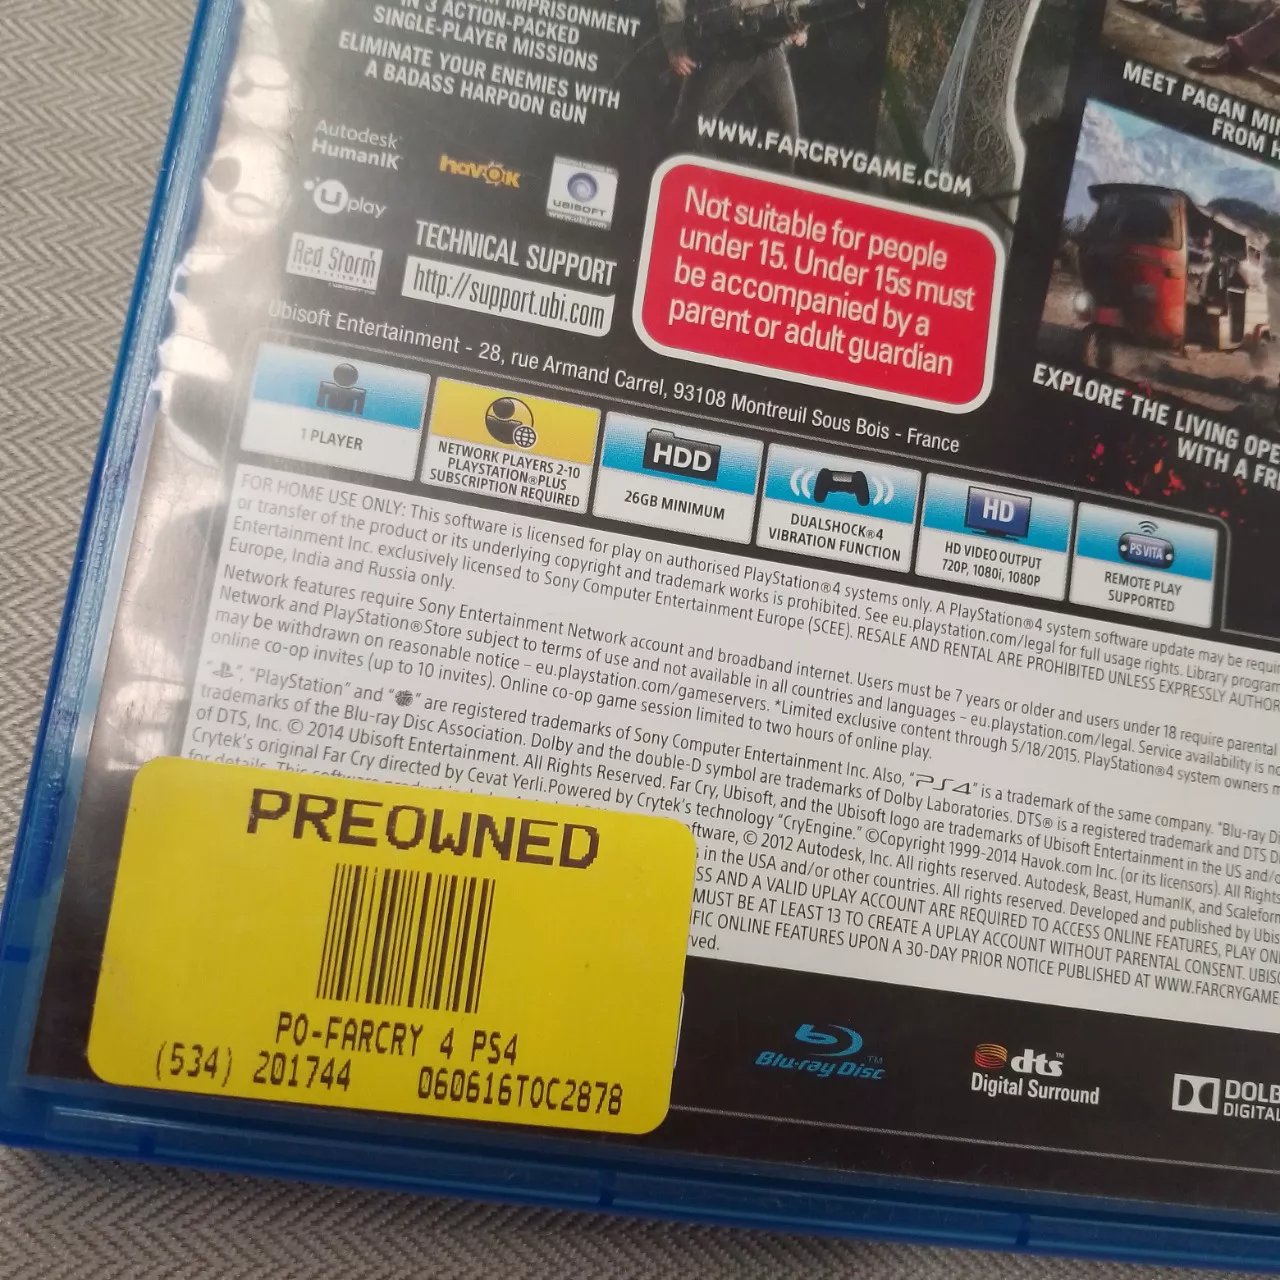 IMPRISONMENT
IN 3 ACTION-PACKED
SINGLE-PLAYER MISSIONS
ELIMINATE YOUR ENEMIES WITH
A BADASS HARPOON GUN
Autodesk
HumanIK
havok
UBISOFT
www.ubi.com
Uplay
Red Storm
ENTERTAINMENT
TECHNICAL SUPPORT
http://support.ubi.com
WWW.FARCRYGAME.COM
Not suitable for people
under 15. Under 15s must
be accompanied by a
parent or adult guardian
MEET PAGAN
FROM
EXPLORE THE LIVING
WITH A
Ubisoft Entertainment - 28, rue Armand Carrel, 93108 Montreuil Sous Bois - France
1 PLAYER
NETWORK PLAYERS 2-10
PLAYSTATION®PLUS
SUBSCRIPTION REQUIRED
HDD
26GB MINIMUM
DUALSHOCK®4
VIBRATION FUNCTION
HD
HD VIDEO OUTPUT
720P, 1080i, 1080P
PS VITA
REMOTE PLAY
SUPPORTED
FOR HOME USE ONLY: This software is licensed for play on authorised PlayStation®4 systems only. A PlayStation®4 system software update may be
or transfer of the product or its underlying copyright and trademark works is prohibited. See eu.playstation.com/legal for full usage rights. Library
Entertainment Inc. exclusively licensed to Sony Computer Entertainment Europe (SCEE). RESALE AND RENTAL ARE PROHIBITED UNLESS EXPRESSLY
Europe, India and Russia only.
Network features require Sony Entertainment Network account and broadband internet. Users must be 7 years or older and users under 18 require parental
Network and PlayStation®Store subject to terms of use and not available in all countries and languages – eu.playstation.com/legal. Service availability is
may be withdrawn on reasonable notice – eu.playstation.com/gameservers. *Limited exclusive content through 5/18/2015. PlayStation®4 system owners
online co-op invites (up to 10 invites). Online co-op game session limited to two hours of online play.
"PlayStation" and are registered trademarks of Sony Computer Entertainment Inc. Also, "PS4" is a trademark of the same company. "Blu-ray
trademarks of the Blu-ray Disc Association. Dolby and the double-D symbol are trademarks of Dolby Laboratories. DTS® is a registered trademark and DTS
of DTS, Inc. © 2014 Ubisoft Entertainment. All Rights Reserved. Far Cry, Ubisoft, and the Ubisoft logo are trademarks of Ubisoft Entertainment in the US and/
Crytek's original Far Cry directed by Cevat Yerli.Powered by Crytek's technology "CryEngine." ©Copyright 1999-2014 Havok.com Inc. (or its licensors). All Rights
for details. This © 2012 Autodesk, Inc. All rights reserved. Autodesk, Beast, HumanIK, and
in the USA and/or other countries. All rights reserved. Developed and published by
AND A VALID UPLAY ACCOUNT ARE REQUIRED TO ACCESS ONLINE FEATURES, PLAY
MUST BE AT LEAST 13 TO CREATE A UPLAY ACCOUNT WITHOUT PARENTAL CONSENT.
ONLINE FEATURES UPON A 30-DAY PRIOR NOTICE PUBLISHED AT WWW.FARCRYGAME
PREOWNED
PO-FARCRY 4 PS4
(534) 201744 060616TOC2878
Blu-ray Disc™
dts™
Digital Surround
DIGITAL